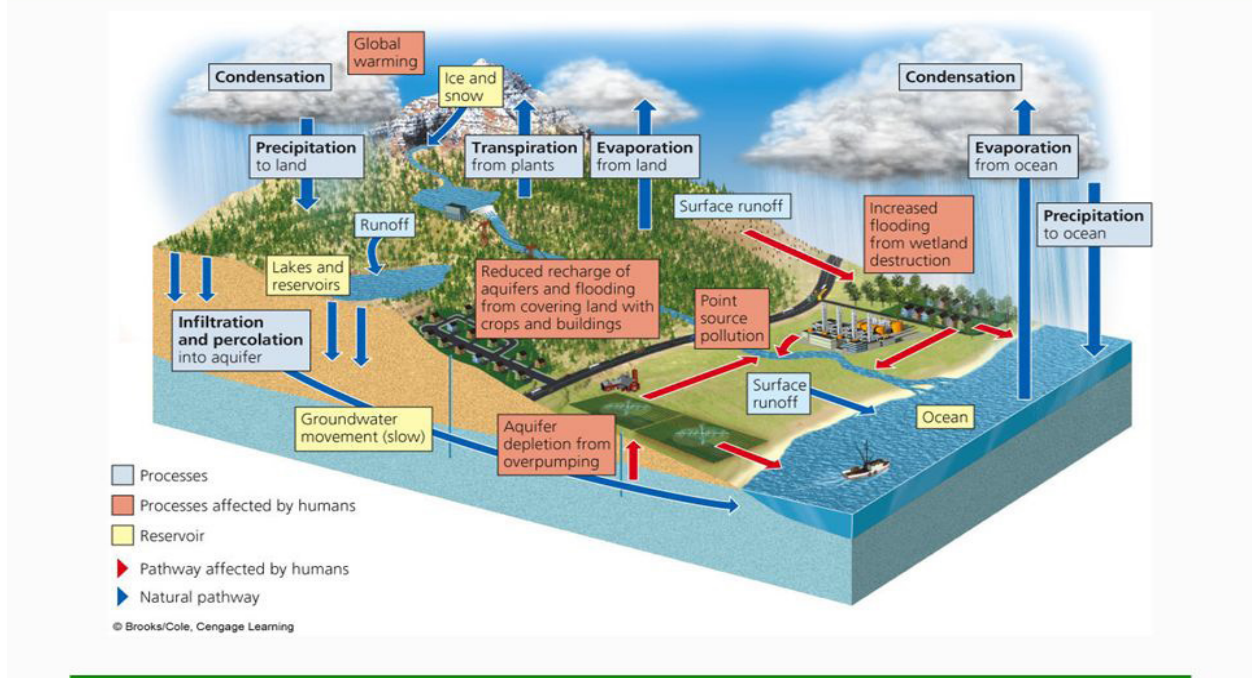 Global
warming
Condensation
Ice and
snow
Condensation
Precipitation
to land
Transpiration
from plants
Evaporation
from land
Evaporation
from ocean
Surface runoff
Increased
flooding
from wetland
destruction
Precipitation
to ocean
Runoff
Lakes and
reservoirs
Reduced recharge of
aquifers and flooding
from covering land with
crops and buildings
Point
source
pollution
Infiltration
and percolation
into aquifer
Surface
runoff
Ocean
Groundwater
movement (slow)
Aquifer
depletion from
overpumping
Processes
Processes affected by humans
Reservoir
Pathway affected by humans
Natural pathway
© Brooks/Cole, Cengage Learning